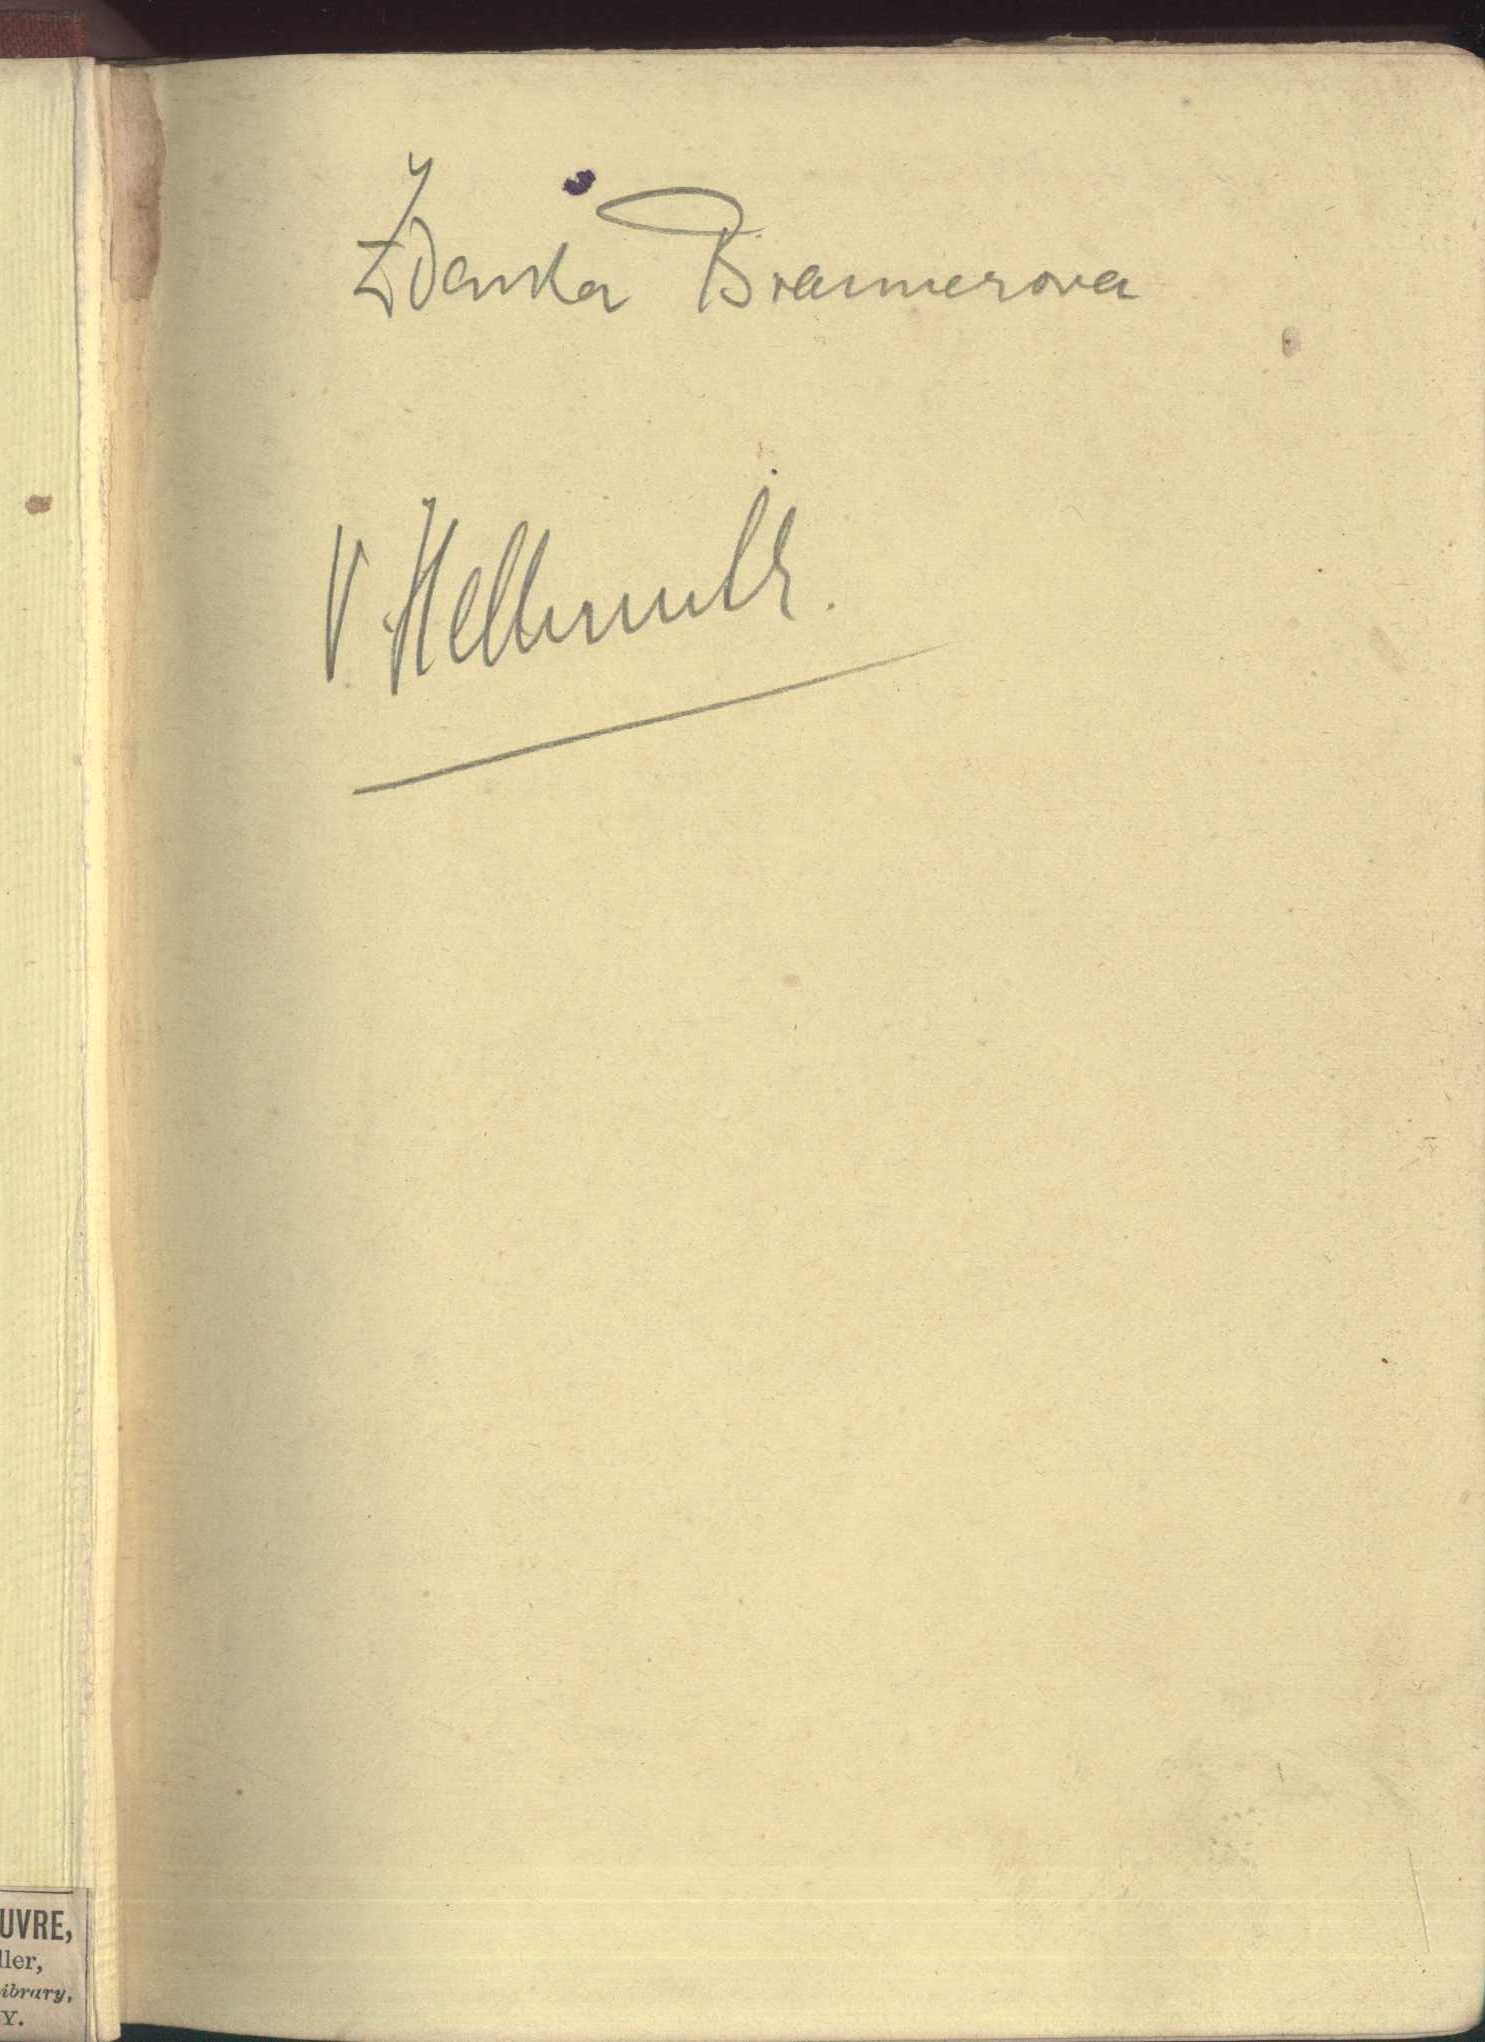 Zdenka Braunerova
V. Hellmuth.
UVRE,
ller,
ibrary,
Y.